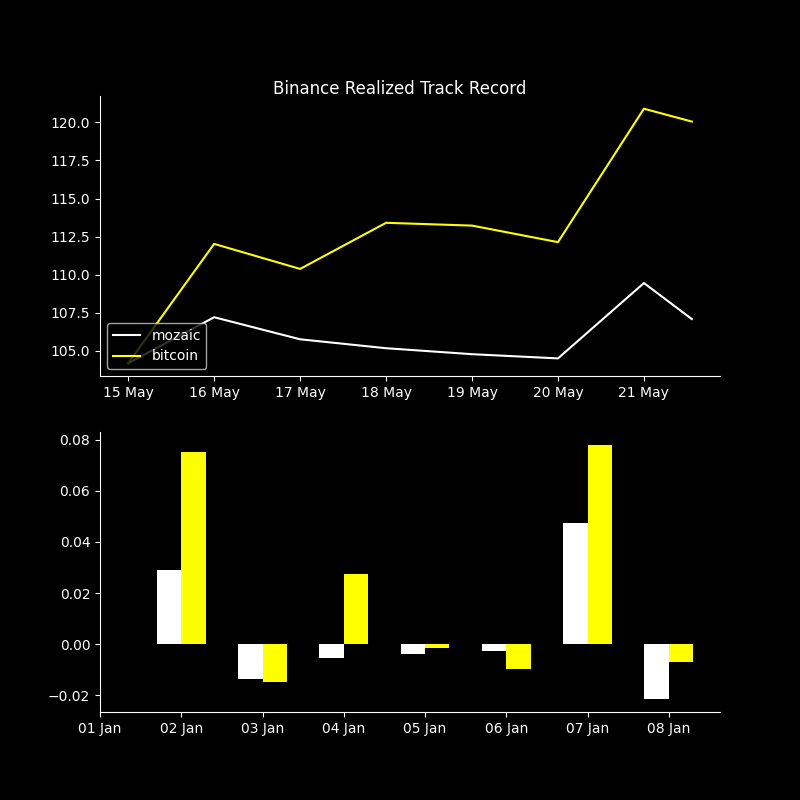 Binance Realized Track Record
120.0
117.5
115.0
112.5
110.0
107.5
105.0
mozaic
bitcoin
15 May 16 May 17 May 18 May 19 May 20 May 21 May
0.08
0.06
0.04
0.02
0.00
−0.02
01 Jan 02 Jan 03 Jan 04 Jan 05 Jan 06 Jan 07 Jan 08 Jan